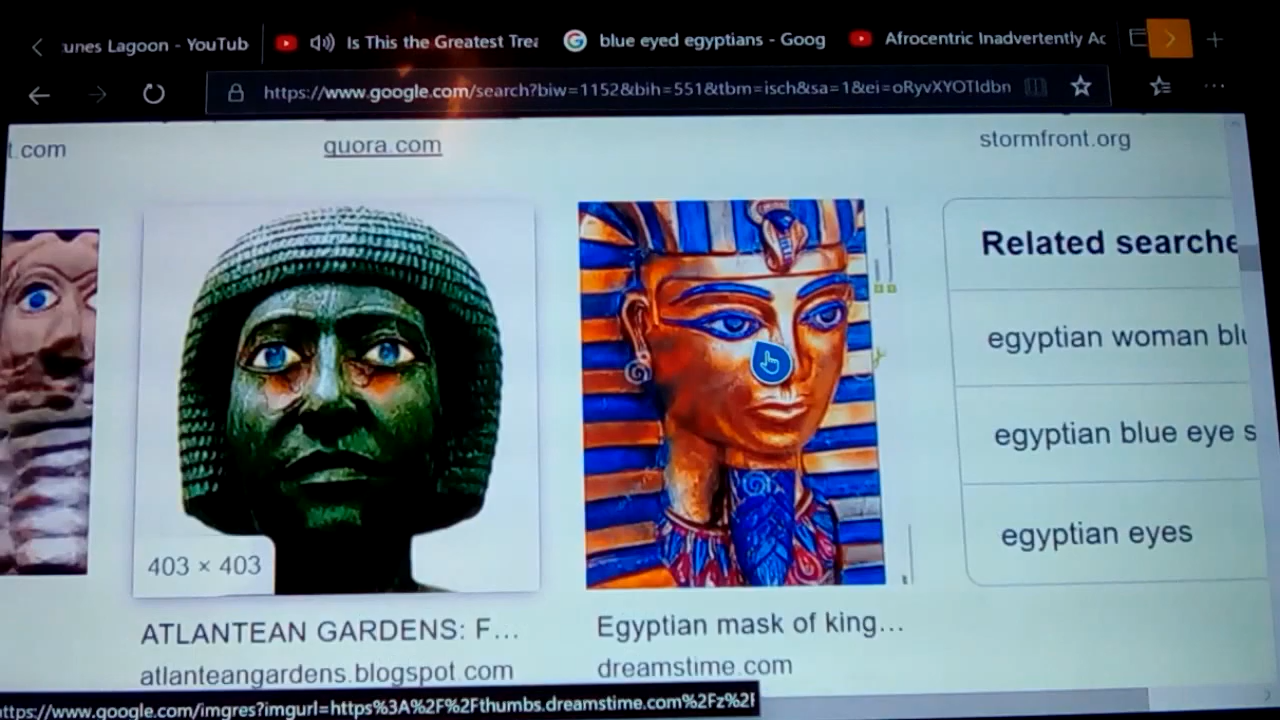 unes Lagoon - YouTub
Is This the Greatest Trea
blue eyed egyptians - Goog
Afrocentric Inadvertently Ac
https://www.google.com/search?biw=1152&bih=551&tbm=isch&sa=1&ei=oRyvXYOTIdbn
t.com
quora.com
stormfront.org
Related searche
egyptian woman blu
egyptian blue eye s
egyptian eyes
403 × 403
ATLANTEAN GARDENS: F...
atlanteangardens.blogspot.com
Egyptian mask of king...
dreamstime.com
ttps://www.google.com/imgres?imgurl=https%3A%2F%2Fthumbs.dreamstime.com%2Fz%2F